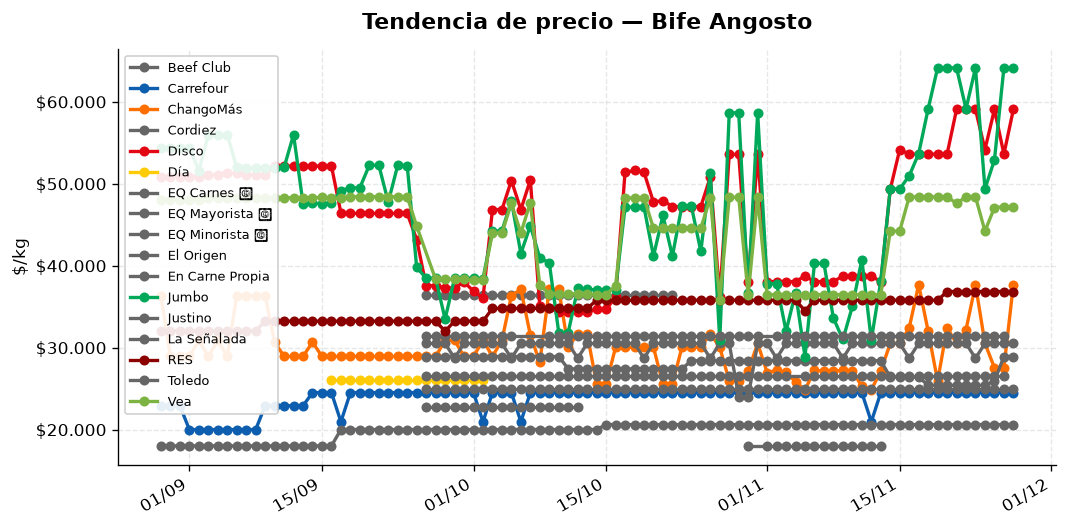 Tendencia de precio — Bife Angosto
$/kg
$60.000
$50.000
$40.000
$30.000
$20.000
Beef Club
Carrefour
ChangoMás
Cordiez
Disco
Día
EQ Carnes
EQ Mayorista
EQ Minorista
El Origen
En Carne Propia
Jumbo
Justino
La Señalada
RES
Toledo
Vea
01/09
15/09
01/10
15/10
01/11
15/11
01/12